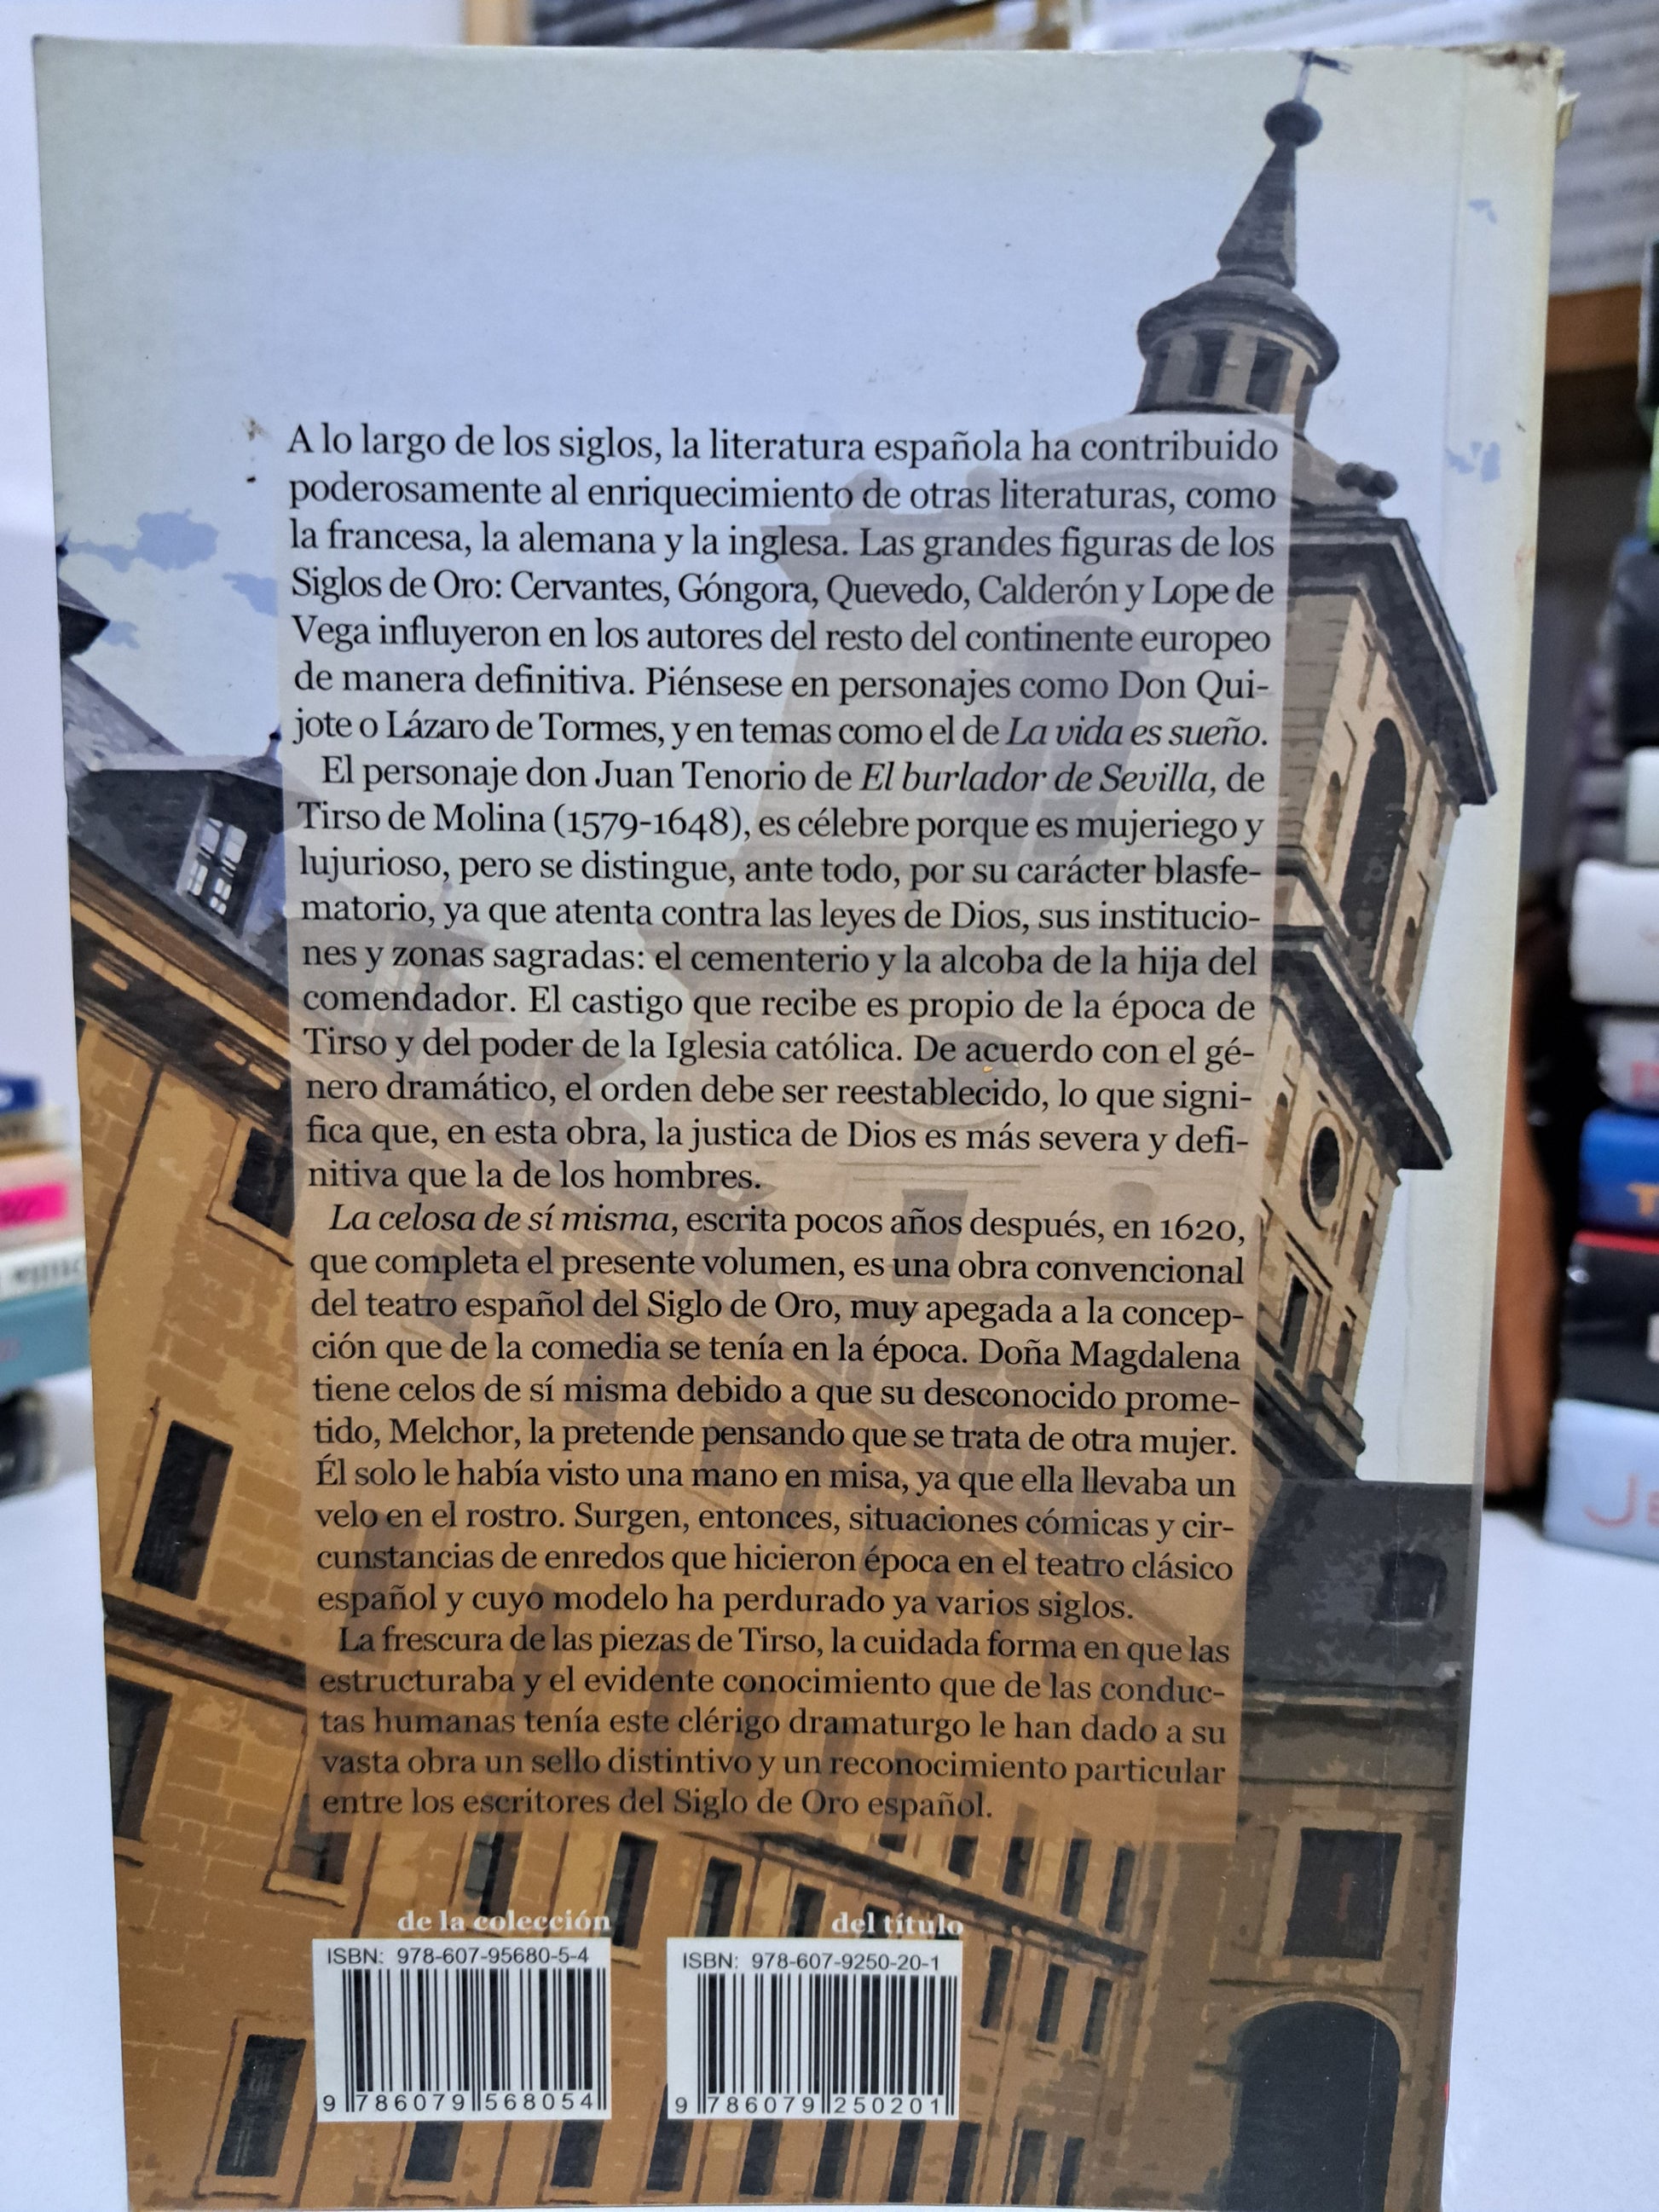 A lo largo de los siglos, la literatura española ha contribuido
poderosamente al enriquecimiento de otras literaturas, como
la francesa, la alemana y la inglesa. Las grandes figuras de los
Siglos de Oro: Cervantes, Góngora, Quevedo, Calderón y Lope de
Vega influyeron en los autores del resto del continente europeo
de manera definitiva. Piénsese en personajes como Don Qui-
jote o Lázaro de Tormes, y en temas como el de La vida es sueño.
El personaje don Juan Tenorio de El burlador de Sevilla, de
Tirso de Molina (1579-1648), es célebre porque es mujeriego y
lujurioso, pero se distingue, ante todo, por su carácter blasfe-
matorio, ya que atenta contra las leyes de Dios, sus institucio-
nes y zonas sagradas: el cementerio y la alcoba de la hija del
comendador. El castigo que recibe es propio de la época de
Tirso y del poder de la Iglesia católica. De acuerdo con el gé-
nero dramático, el orden debe ser reestablecido, lo que signi-
fica que, en esta obra, la justica de Dios es más severa y defi-
nitiva que la de los hombres.
La celosa de sí misma, escrita pocos años después, en 1620,
que completa el presente volumen, es una obra convencional
del teatro español del Siglo de Oro, muy apegada a la concep-
ción que de la comedia se tenía en la época. Doña Magdalena
tiene celos de sí misma debido a que su desconocido prome-
tido, Melchor, la pretende pensando que se trata de otra mujer.
Él solo le había visto una mano en misa, ya que ella llevaba un
velo en el rostro. Surgen, entonces, situaciones cómicas y cir-
cunstancias de enredos que hicieron época en el teatro clásico
español y cuyo modelo ha perdurado ya varios siglos.
La frescura de las piezas de Tirso, la cuidada forma en que las
estructuraba y el evidente conocimiento que de las conduc-
tas humanas tenía este clérigo dramaturgo le han dado a su
vasta obra un sello distintivo y un reconocimiento particular
entre los escritores del Siglo de Oro español.
de la colección
ISBN: 978-607-95680-5-4
9 786079 568054
del título
ISBN: 978-607-9250-20-1
9 786079 250201